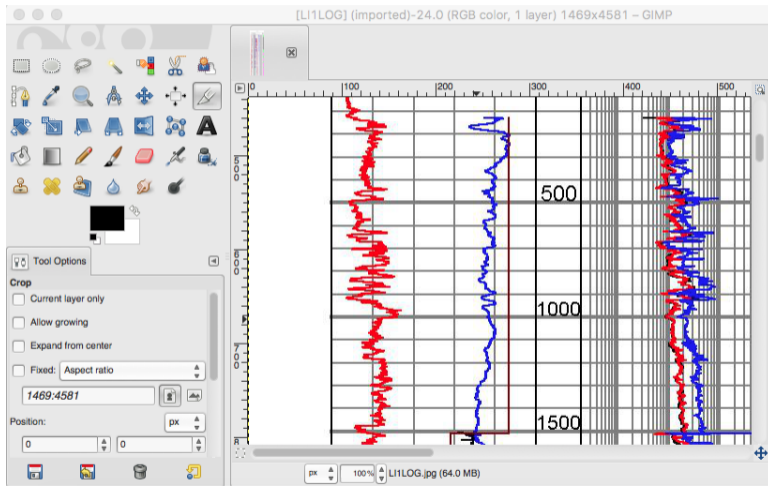 [LI1LOG] (imported)-24.0 (RGB color, 1 layer) 1469x4581 – GIMP
0 100 200 300 400 500
500
1000
1500
Tool Options
Crop
Current layer only
Allow growing
Expand from center
Fixed: Aspect ratio
1469:4581
Position: px
0 0
px 100% LI1LOG.jpg (64.0 MB)